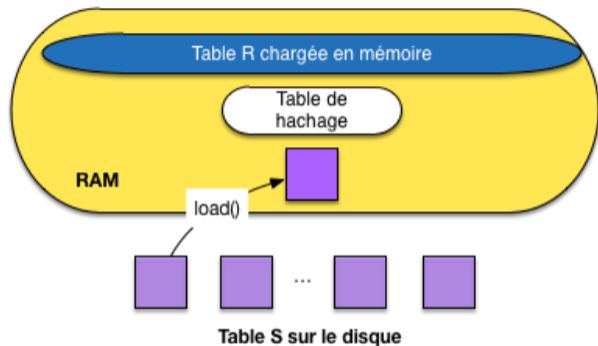 Table R chargée en mémoire
Table de
hachage
RAM
load()
...
Table S sur le disque